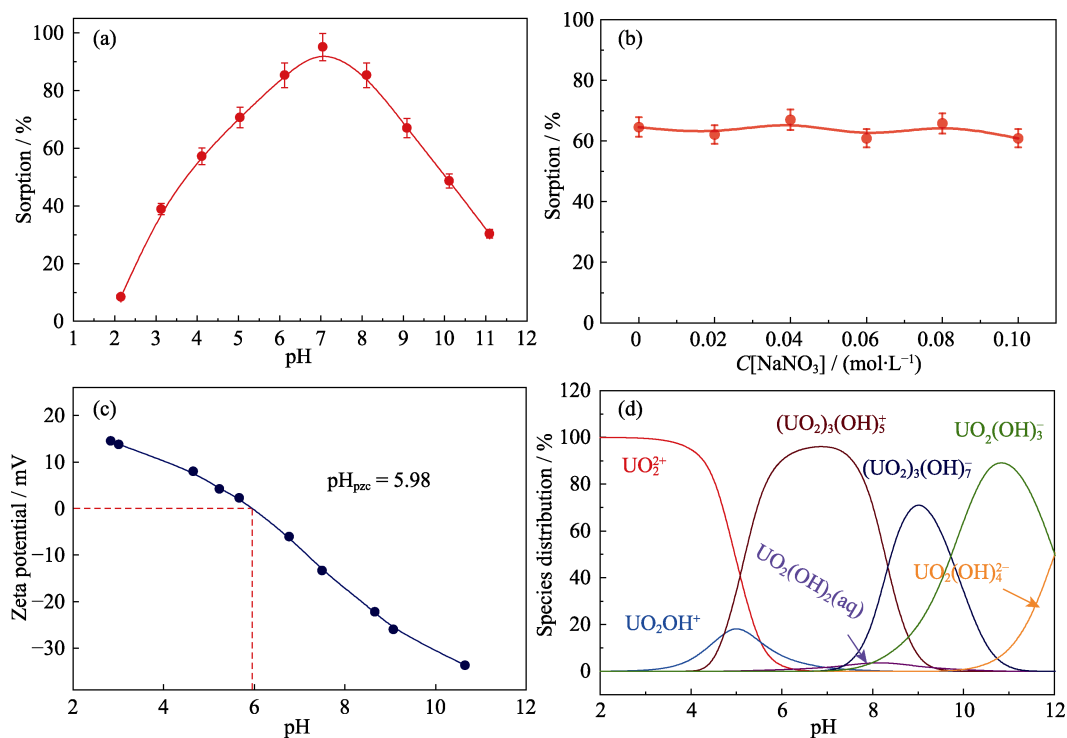 (a)
Sorption / %
100
80
60
40
20
0
1 2 3 4 5 6 7 8 9 10 11 12
pH
(b)
Sorption / %
100
80
60
40
20
0
0 0.02 0.04 0.06 0.08 0.10
C[NaNO₃] / (mol·L⁻¹)
(c)
Zeta potential / mV
20
10
0
−10
−20
−30
pHpzc = 5.98
2 4 6 8 10 12
pH
(d)
Species distribution / %
120
100
80
60
40
20
0
(UO₂)₃(OH)₅⁺
UO₂(OH)₃⁻
UO₂²⁺
(UO₂)₃(OH)₇⁻
UO₂(OH)₂(aq)
UO₂(OH)₄²⁻
UO₂OH⁺
2 4 6 8 10 12
pH